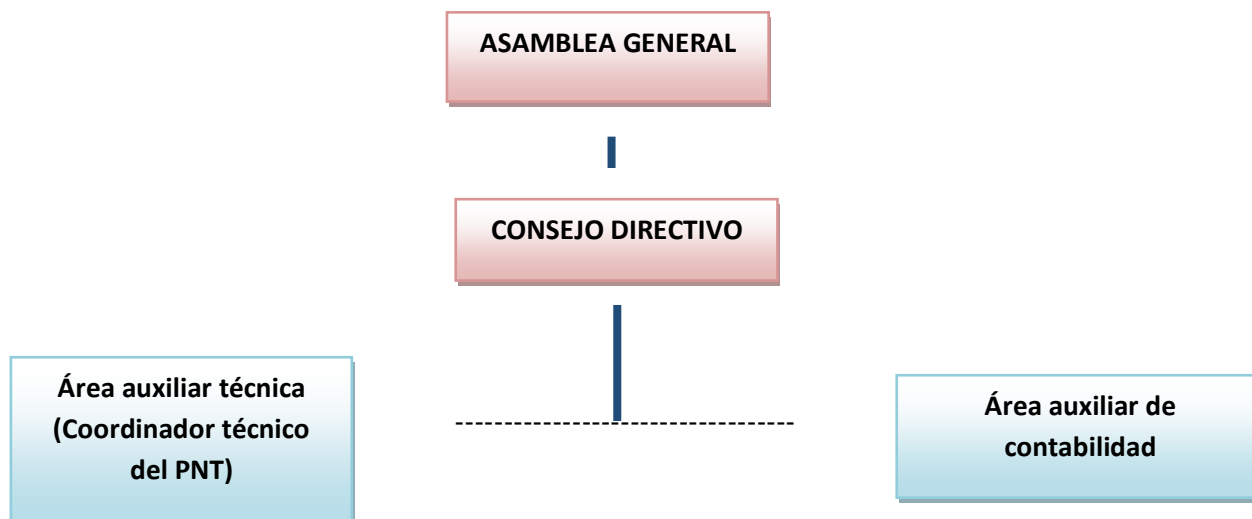 ASAMBLEA GENERAL
CONSEJO DIRECTIVO
Área auxiliar técnica
(Coordinador técnico
del PNT)
Área auxiliar de
contabilidad